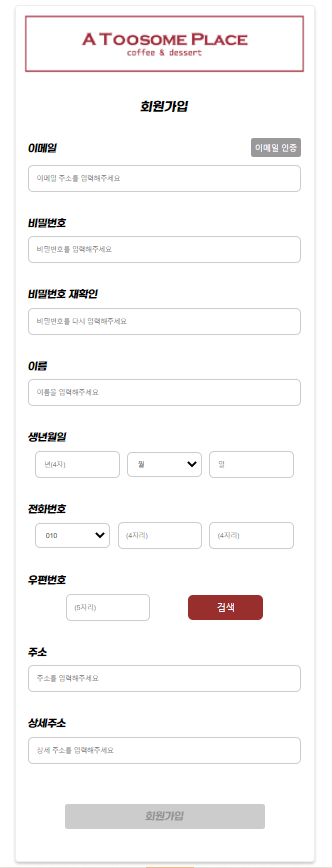 A TOOSOME PLACE
coffee & dessert
회원가입
이메일
이메일 인증
이메일 주소를 입력해주세요
비밀번호
비밀번호를 입력해주세요
비밀번호 재확인
비밀번호를 다시 입력해주세요
이름
이름을 입력해주세요
생년월일
년(4자) 월 일
전화번호
010 (4자리) (4자리)
우편번호
(5자리) 검색
주소
주소를 입력해주세요
상세주소
상세 주소를 입력해주세요
회원가입